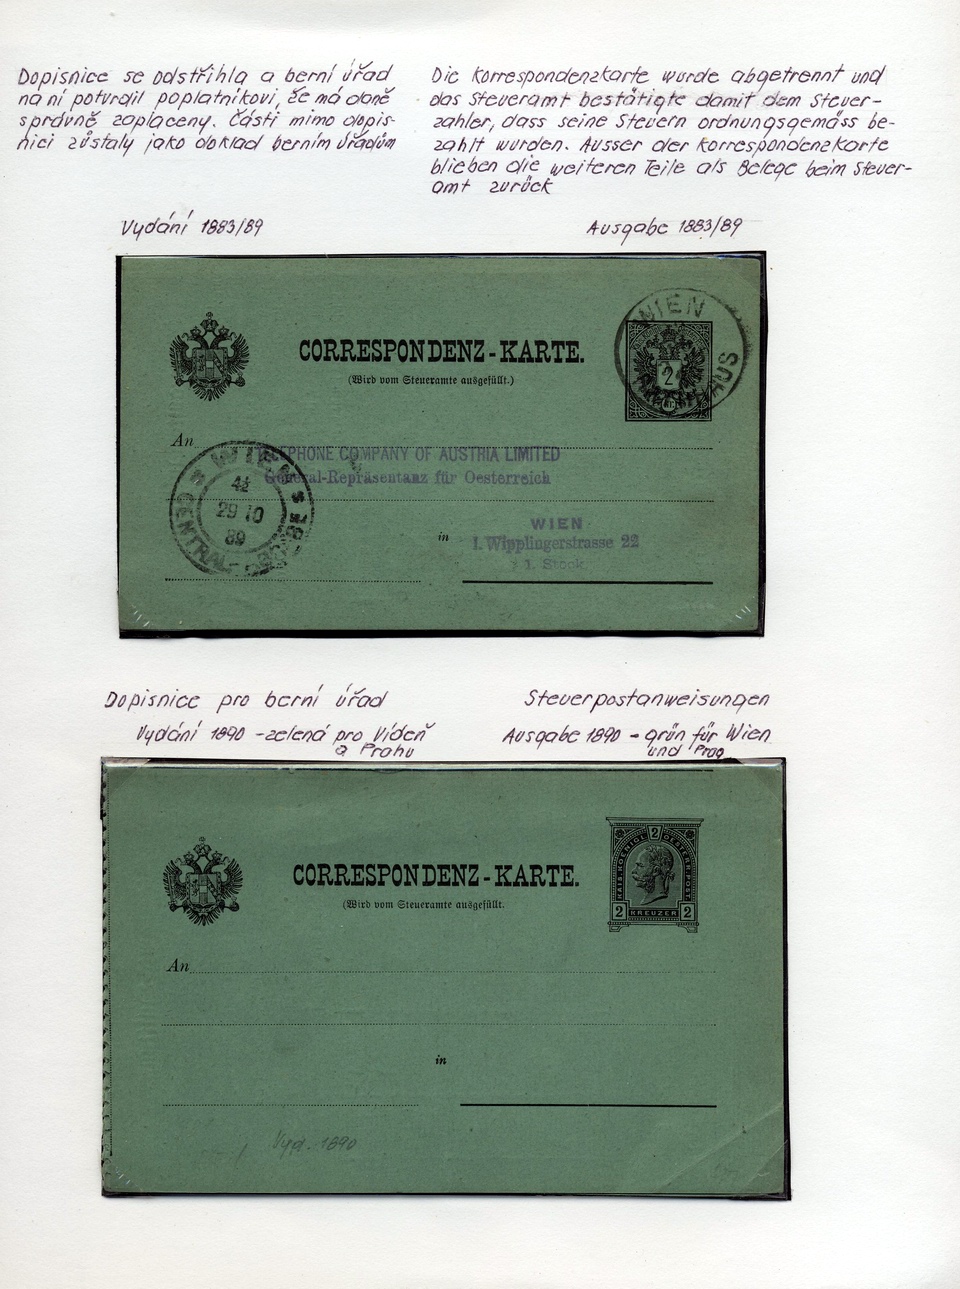 Dopisnice se odstřihla a berní úřad
na ní potvrdil poplatníkovi, že má daně
správně zaplaceny. Části mimo dopis-
nici zůstaly jako doklad berním úřadům
Die Korrespondenzkarte wurde abgetrennt und
das Steueramt bestätigte damit dem Steuer-
zahler, dass seine Steuern ordnungsgemäss be-
zahlt wurden. Ausser der Korrespondenzkarte
blieben die weiteren Teile als Belege beim Steuer-
amt zurück
Vydání 1883/89
Ausgabe 1883/89
WIEN
CORRESPONDENZ-KARTE.
(Wird vom Steueramte ausgefüllt.)
2
An
TELEPHONE COMPANY OF AUSTRIA LIMITED
General-Repräsentanz für Oesterreich
WIEN
4½
29 10
89
CENTRAL
in
WIEN
I. Wipplingerstrasse 22
1. Stock.
Dopisnice pro berní úřad
Steuerpostanweisungen
Vydání 1890 - zelená pro Vídeň
a Prahu
Ausgabe 1890 - grün für Wien
und Prag
CORRESPONDENZ-KARTE.
(Wird vom Steueramte ausgefüllt.
2
2 KREUZER 2
An
in
Vyd. 1890